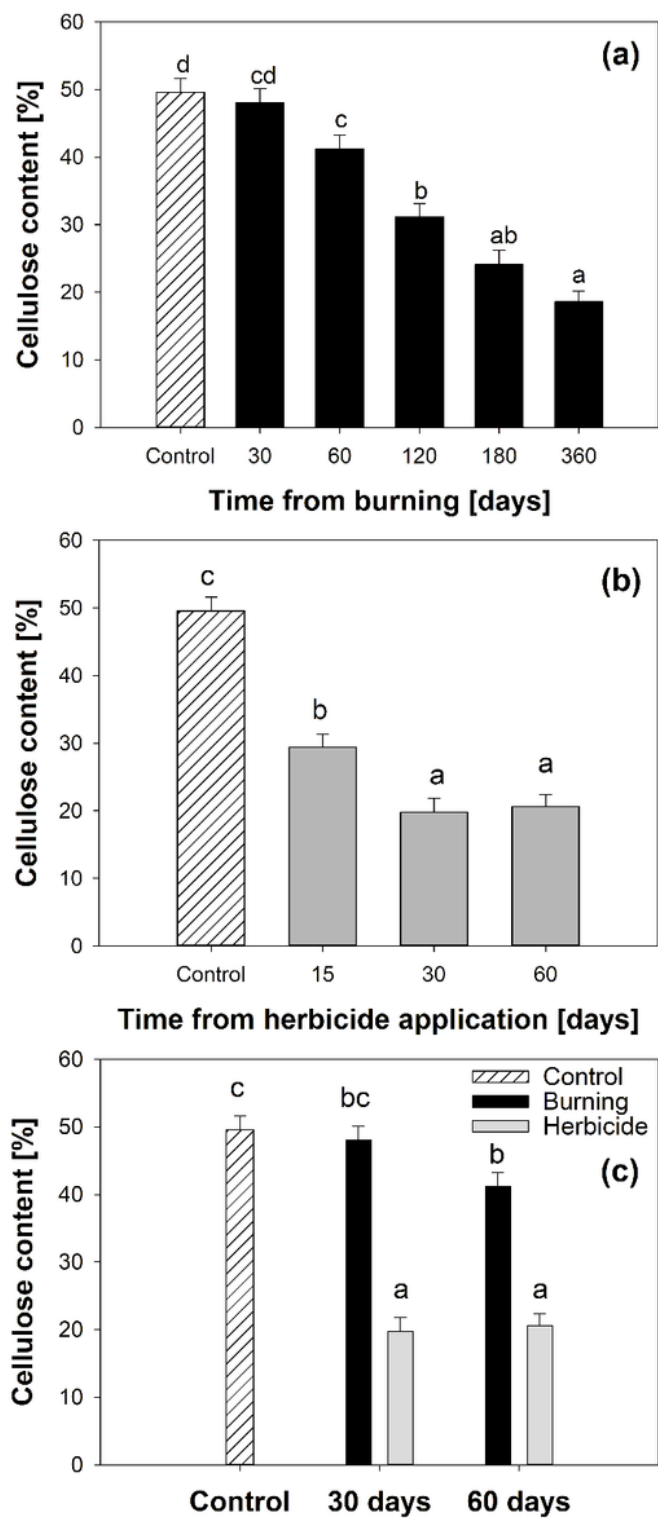 (a)
Cellulose content [%]
60
50
40
30
20
10
0
d
cd
c
b
ab
a
Control 30 60 120 180 360
Time from burning [days]
(b)
Cellulose content [%]
60
50
40
30
20
10
0
c
b
a
a
Control 15 30 60
Time from herbicide application [days]
Cellulose content [%]
60
50
40
30
20
10
0
Control
Burning
Herbicide
(c)
c
bc
a
b
a
Control 30 days 60 days